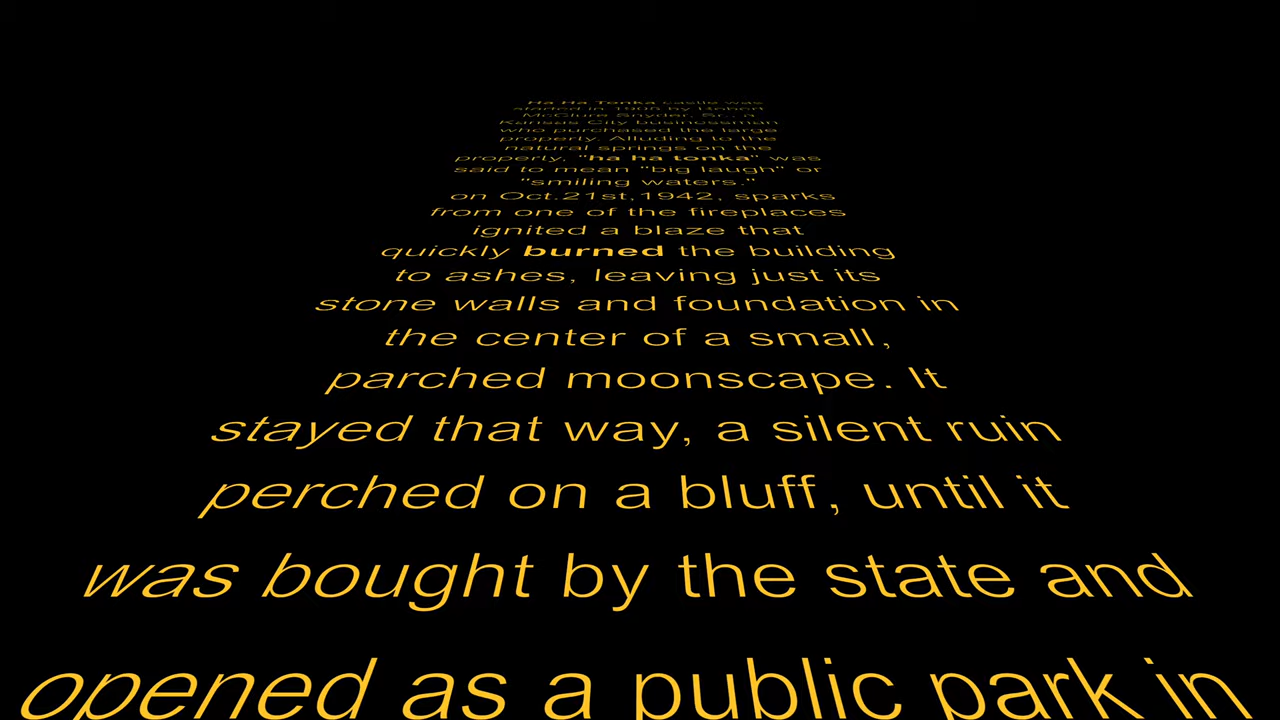 Ha Ha Tonka castle was
started in 1905 by Robert
McClure Snyder, Sr., a
Kansas City businessman
who purchased the large
property. Alluding to the
natural springs on the
property, "ha ha tonka" was
said to mean "big laugh" or
"smiling waters."
on Oct.21st,1942, sparks
from one of the fireplaces
ignited a blaze that
quickly burned the building
to ashes, leaving just its
stone walls and foundation in
the center of a small,
parched moonscape. It
stayed that way, a silent ruin
perched on a bluff, until it
was bought by the state and
opened as a public park in